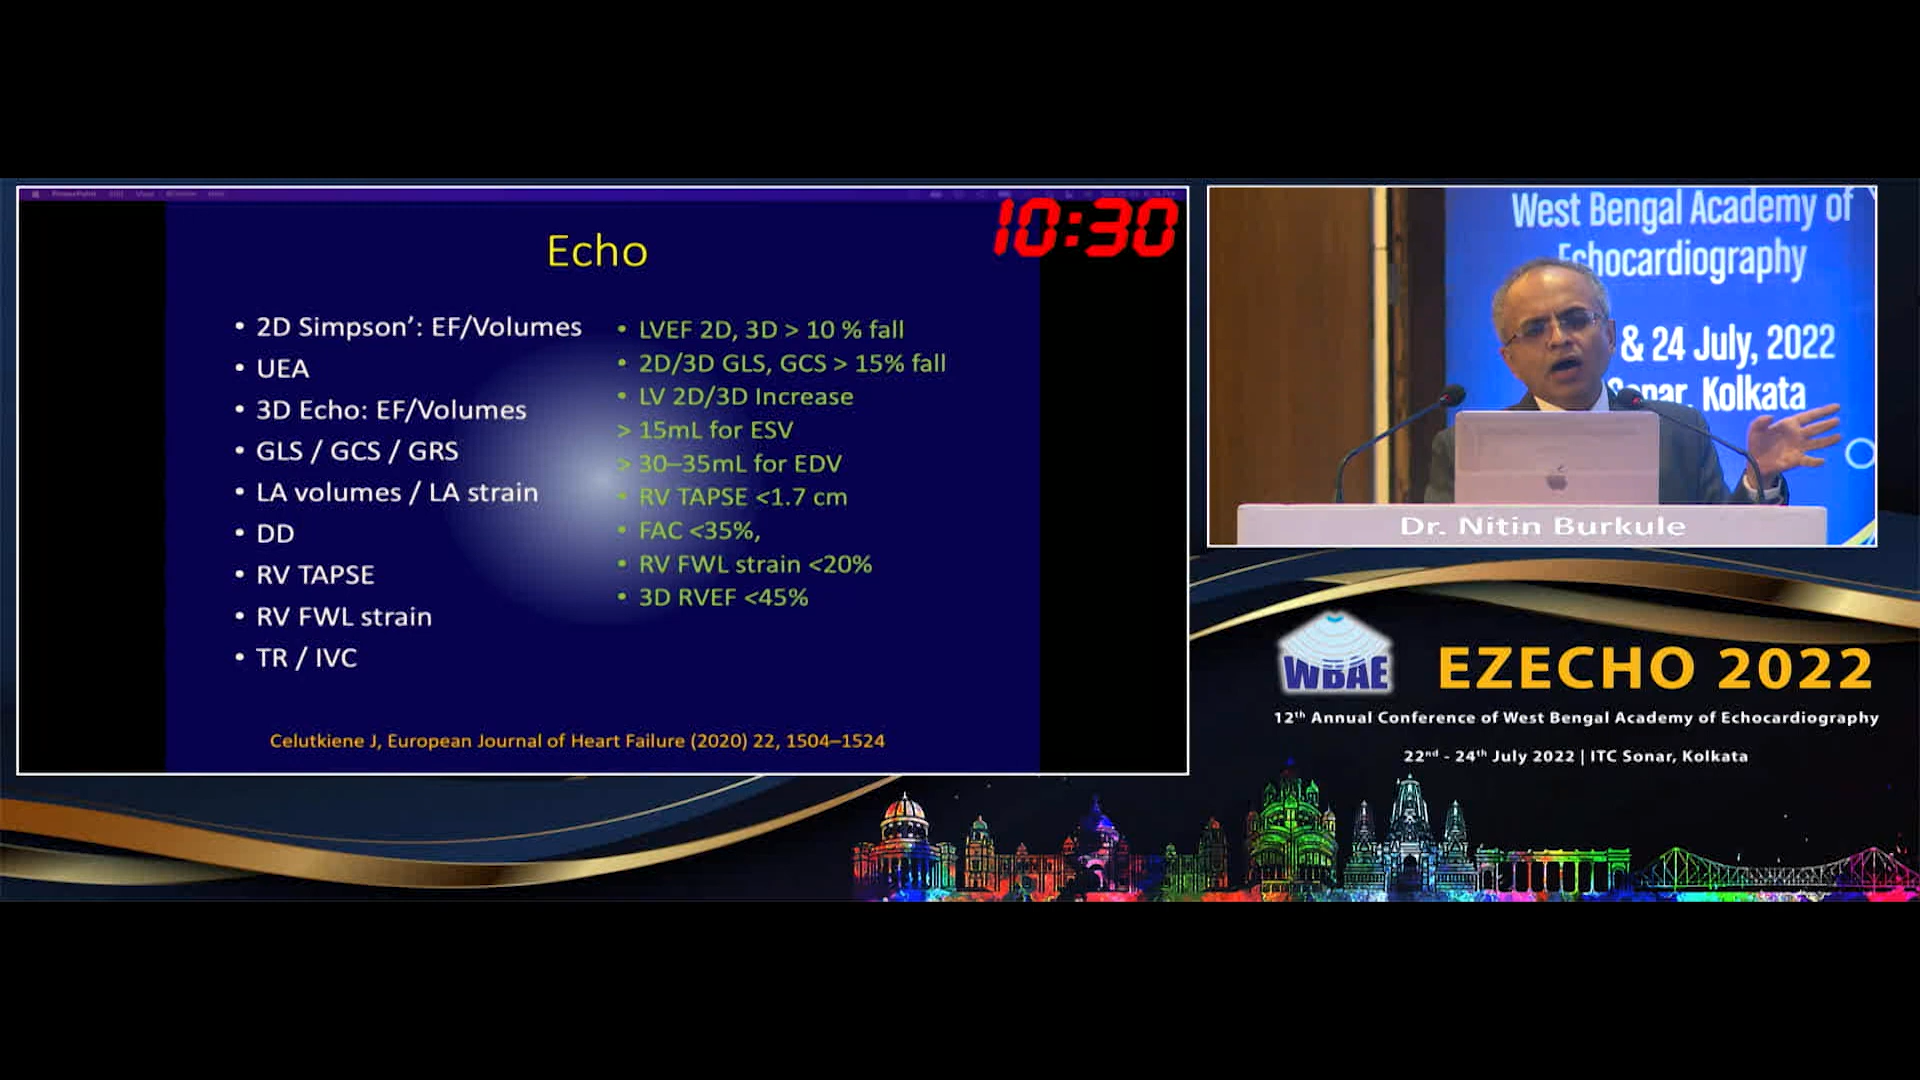 10:30
Echo
• 2D Simpson’: EF/Volumes
• UEA
• 3D Echo: EF/Volumes
• GLS / GCS / GRS
• LA volumes / LA strain
• DD
• RV TAPSE
• RV FWL strain
• TR / IVC
• LVEF 2D, 3D > 10 % fall
• 2D/3D GLS, GCS > 15% fall
• LV 2D/3D Increase
> 15mL for ESV
> 30–35mL for EDV
• RV TAPSE <1.7 cm
• FAC <35%,
• RV FWL strain <20%
• 3D RVEF <45%
Celutkiene J, European Journal of Heart Failure (2020) 22, 1504–1524
West Bengal Academy of
Echocardiography
& 24 July, 2022
Sonar, Kolkata
Dr. Nitin Burkule
WBAE
EZECHO 2022
12th Annual Conference of West Bengal Academy of Echocardiography
22nd - 24th July 2022 | ITC Sonar, Kolkata